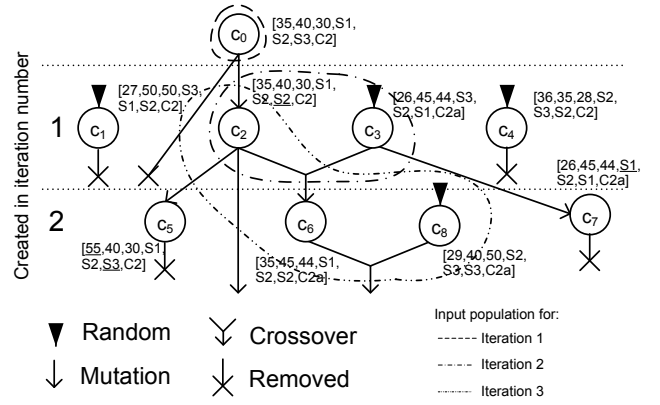 c0
[35,40,30,S1,
S2,S3,C2]
Created in iteration number
1
[27,50,50,S3,
S1,S2,C2]
c1
[35,40,30,S1,
S2,S2,C2]
c2
[26,45,44,S3,
S2,S1,C2a]
c3
[36,35,28,S2,
S3,S2,C2]
c4
[26,45,44,S1,
S2,S1,C2a]
2
c5
[55,40,30,S1,
S2,S3,C2]
c6
[35,45,44,S1,
S2,S2,C2a]
c8
[29,40,50,S2,
S3,S3,C2a]
c7
Random
Mutation
Crossover
Removed
Input population for:
Iteration 1
Iteration 2
Iteration 3